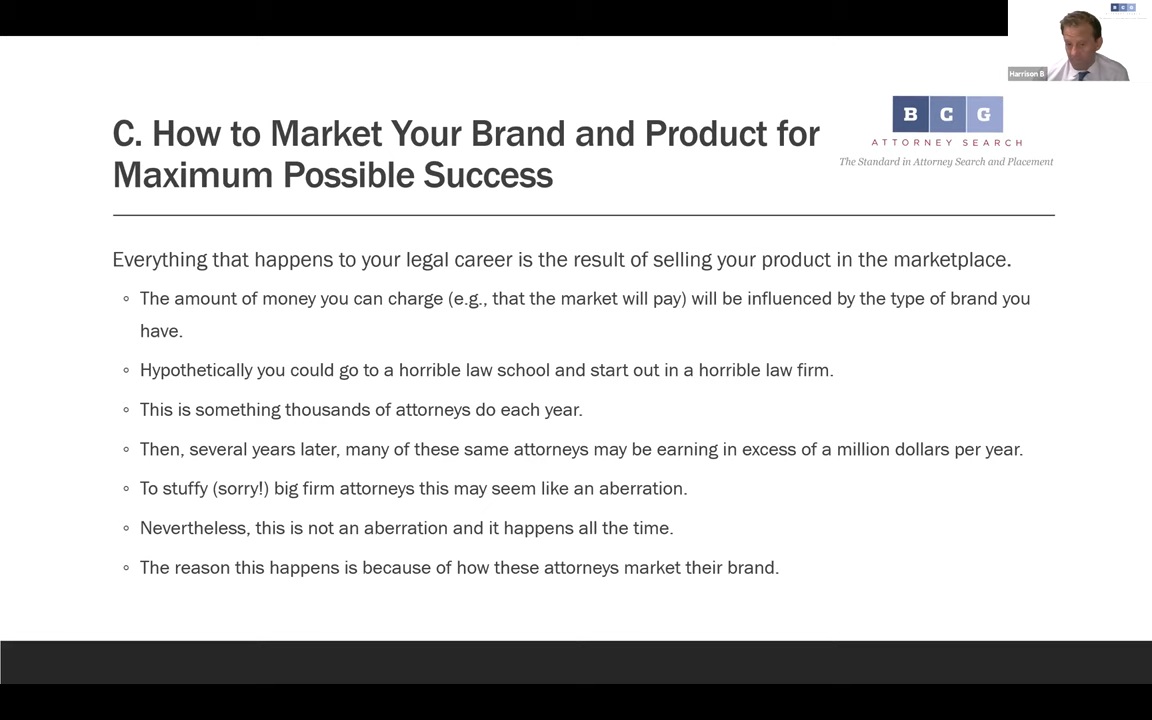 B C G
Harrison B
C. How to Market Your Brand and Product for
Maximum Possible Success
B C G
ATTORNEY SEARCH
The Standard in Attorney Search and Placement
Everything that happens to your legal career is the result of selling your product in the marketplace.
◦ The amount of money you can charge (e.g., that the market will pay) will be influenced by the type of brand you
have.
◦ Hypothetically you could go to a horrible law school and start out in a horrible law firm.
◦ This is something thousands of attorneys do each year.
◦ Then, several years later, many of these same attorneys may be earning in excess of a million dollars per year.
◦ To stuffy (sorry!) big firm attorneys this may seem like an aberration.
◦ Nevertheless, this is not an aberration and it happens all the time.
◦ The reason this happens is because of how these attorneys market their brand.